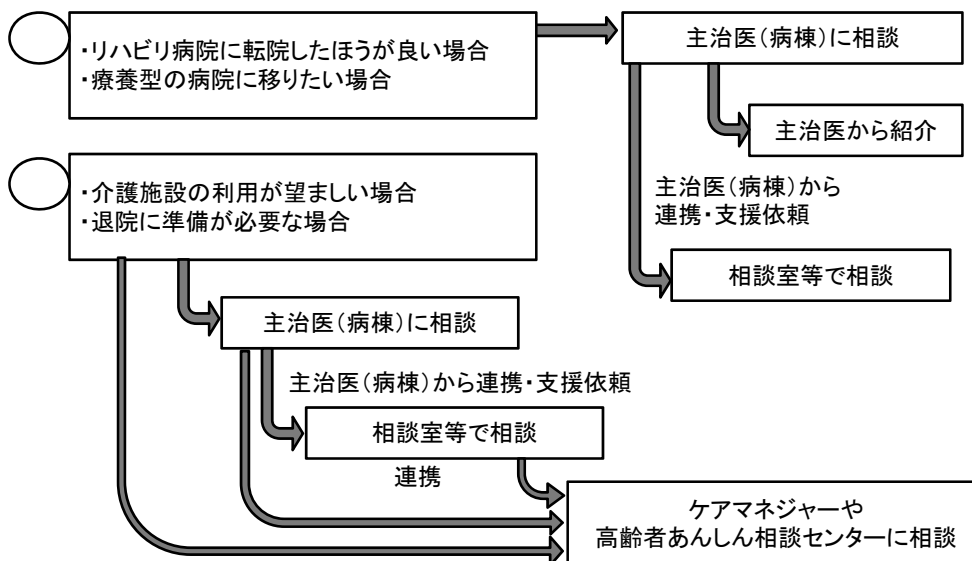 ・リハビリ病院に転院したほうが良い場合
・療養型の病院に移りたい場合
主治医(病棟)に相談
主治医から紹介
主治医(病棟)から
連携・支援依頼
相談室等で相談
・介護施設の利用が望ましい場合
・退院に準備が必要な場合
主治医(病棟)に相談
主治医(病棟)から連携・支援依頼
相談室等で相談
連携
ケアマネジャーや
高齢者あんしん相談センターに相談